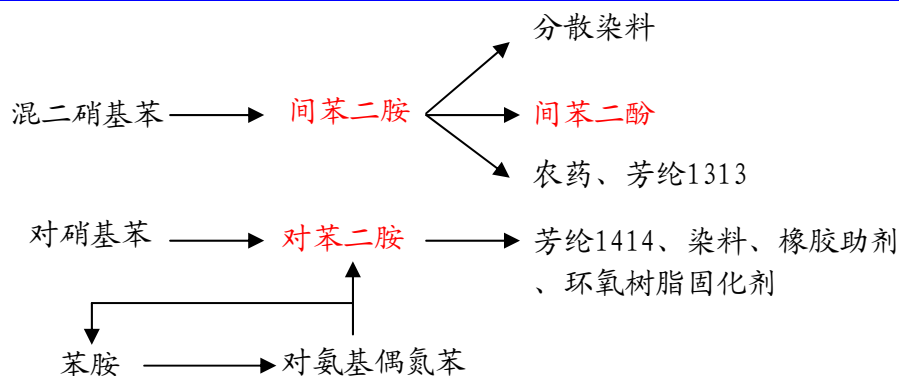 分散染料
混二硝基苯
间苯二胺
间苯二酚
农药、芳纶1313
对硝基苯
对苯二胺
芳纶1414、染料、橡胶助剂
、环氧树脂固化剂
苯胺
对氨基偶氮苯